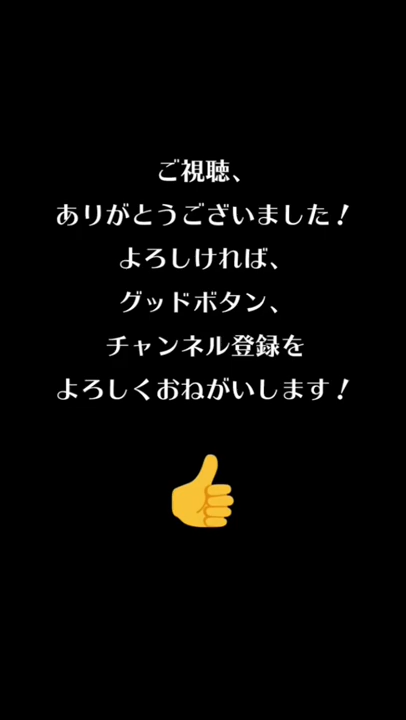 ご視聴、
ありがとうございました！
よろしければ、
グッドボタン、
チャンネル登録を
よろしくおねがいします！